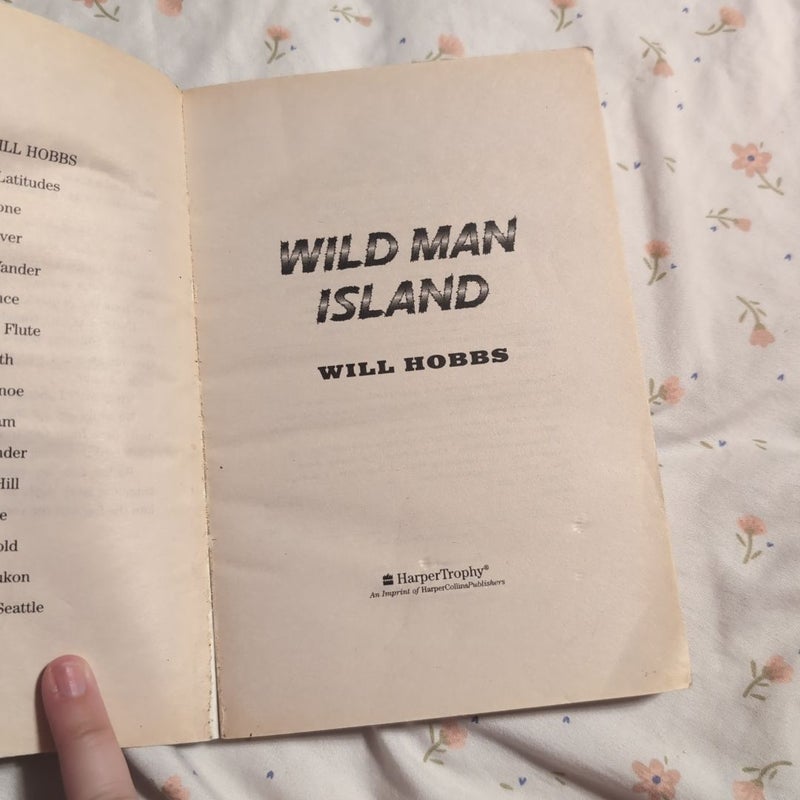 ILL HOBBS
Latitudes
one
ver
Vander
nce
Flute
th
noe
am
nder
Hill
e
old
ukon
Seattle
WILD MAN
ISLAND
WILL HOBBS
HarperTrophy®
An Imprint of HarperCollinsPublishers